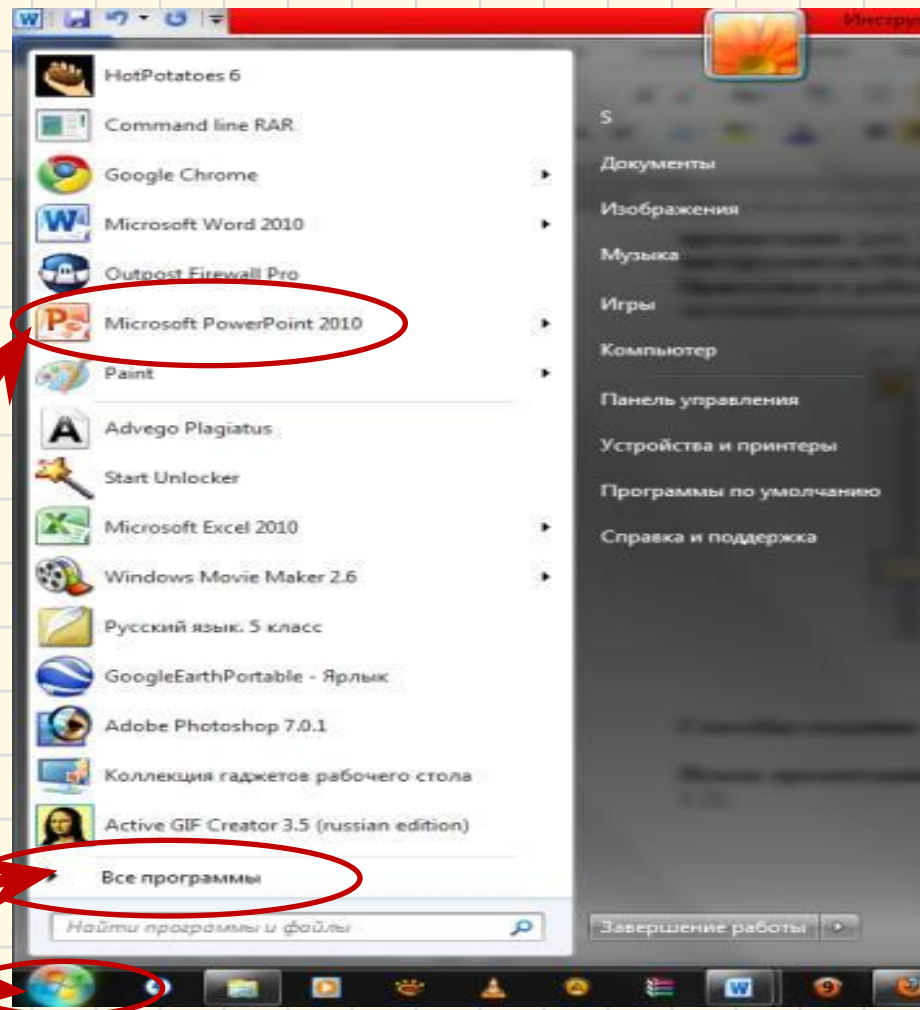 Инстру
HotPotatoes 6
Command line RAR
Google Chrome
Microsoft Word 2010
Outpost Firewall Pro
Microsoft PowerPoint 2010
Paint
Advego Plagiatus
Start Unlocker
Microsoft Excel 2010
Windows Movie Maker 2.6
Русский язык. 5 класс
GoogleEarthPortable - Ярлык
Adobe Photoshop 7.0.1
Коллекция гаджетов рабочего стола
Active GIF Creator 3.5 (russian edition)
Все программы
Найти программы и файлы
S
Документы
Изображения
Музыка
Игры
Компьютер
Панель управления
Устройства и принтеры
Программы по умолчанию
Справка и поддержка
Завершение работы